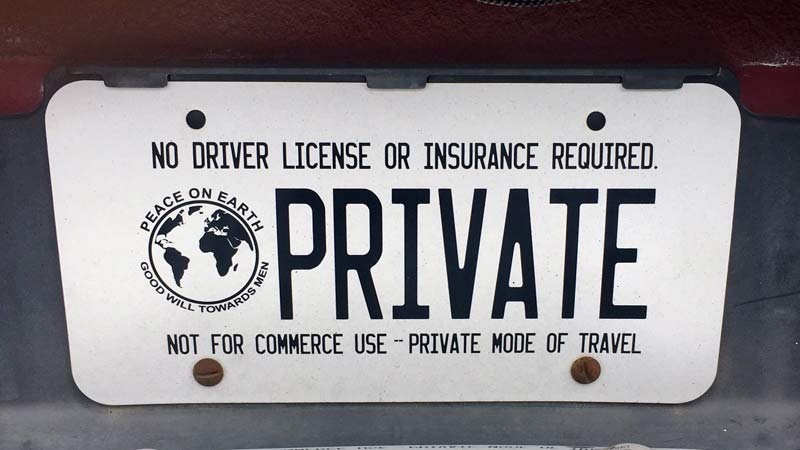 NO DRIVER LICENSE OR INSURANCE REQUIRED.
PEACE ON EARTH
PRIVATE
GOOD WILL TOWARDS MEN
NOT FOR COMMERCE USE -- PRIVATE MODE OF TRAVEL